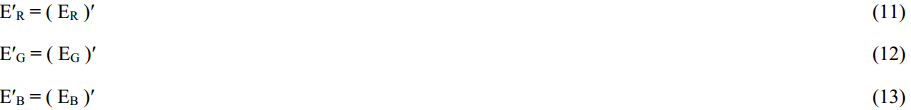 E′R = ( ER )′ (11)
E′G = ( EG )′ (12)
E′B = ( EB )′ (13)